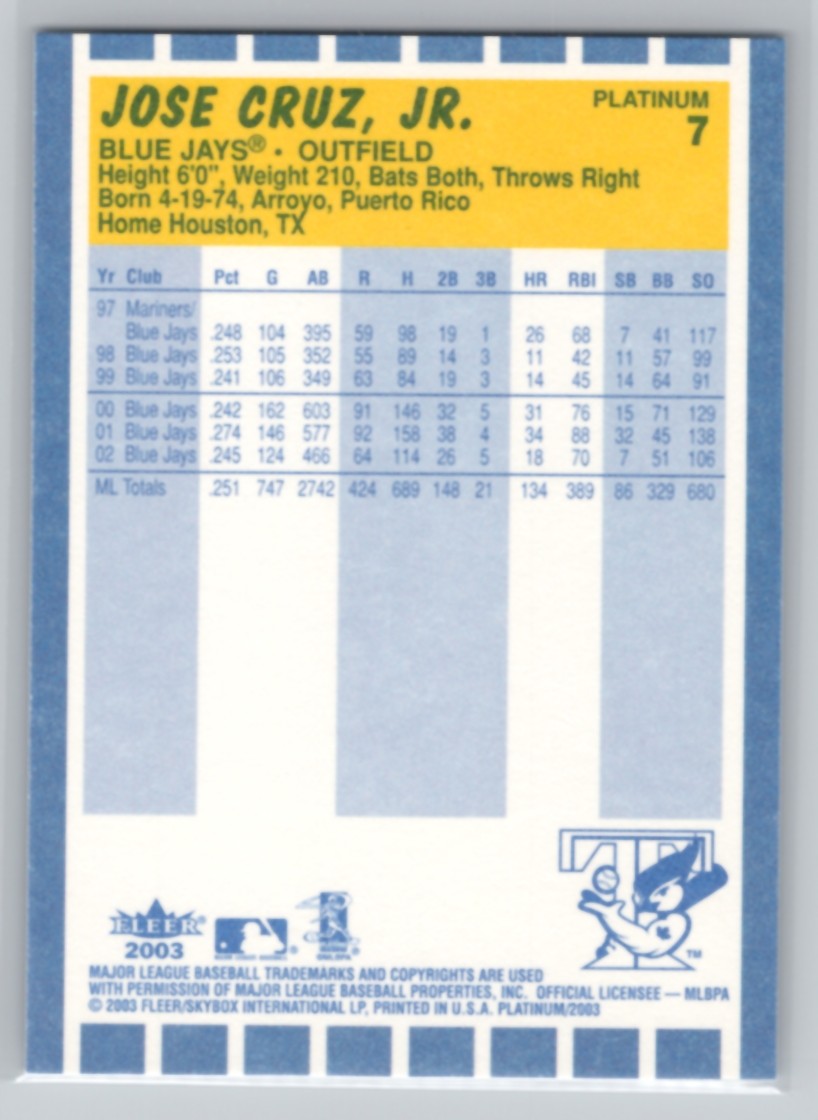 JOSE CRUZ, JR.
PLATINUM
7
BLUE JAYS® · OUTFIELD
Height 6'0", Weight 210, Bats Both, Throws Right
Born 4-19-74, Arroyo, Puerto Rico
Home Houston, TX
Yr Club Pct G AB R H 2B 3B HR RBI SB BB SO
97 Mariners/
Blue Jays .248 104 395 59 98 19 1 26 68 7 41 117
98 Blue Jays .253 105 352 55 89 14 3 11 42 11 57 99
99 Blue Jays .241 106 349 63 84 19 3 14 45 14 64 91
00 Blue Jays .242 162 603 91 146 32 5 31 76 15 71 129
01 Blue Jays .274 146 577 92 158 38 4 34 88 32 45 138
02 Blue Jays .245 124 466 64 114 26 5 18 70 7 51 106
ML Totals .251 747 2742 424 689 148 21 134 389 86 329 680
FLEER®
2003
TM
MAJOR LEAGUE BASEBALL TRADEMARKS AND COPYRIGHTS ARE USED
WITH PERMISSION OF MAJOR LEAGUE BASEBALL PROPERTIES, INC. OFFICIAL LICENSEE — MLBPA
© 2003 FLEER/SKYBOX INTERNATIONAL LP, PRINTED IN U.S.A. PLATINUM/2003